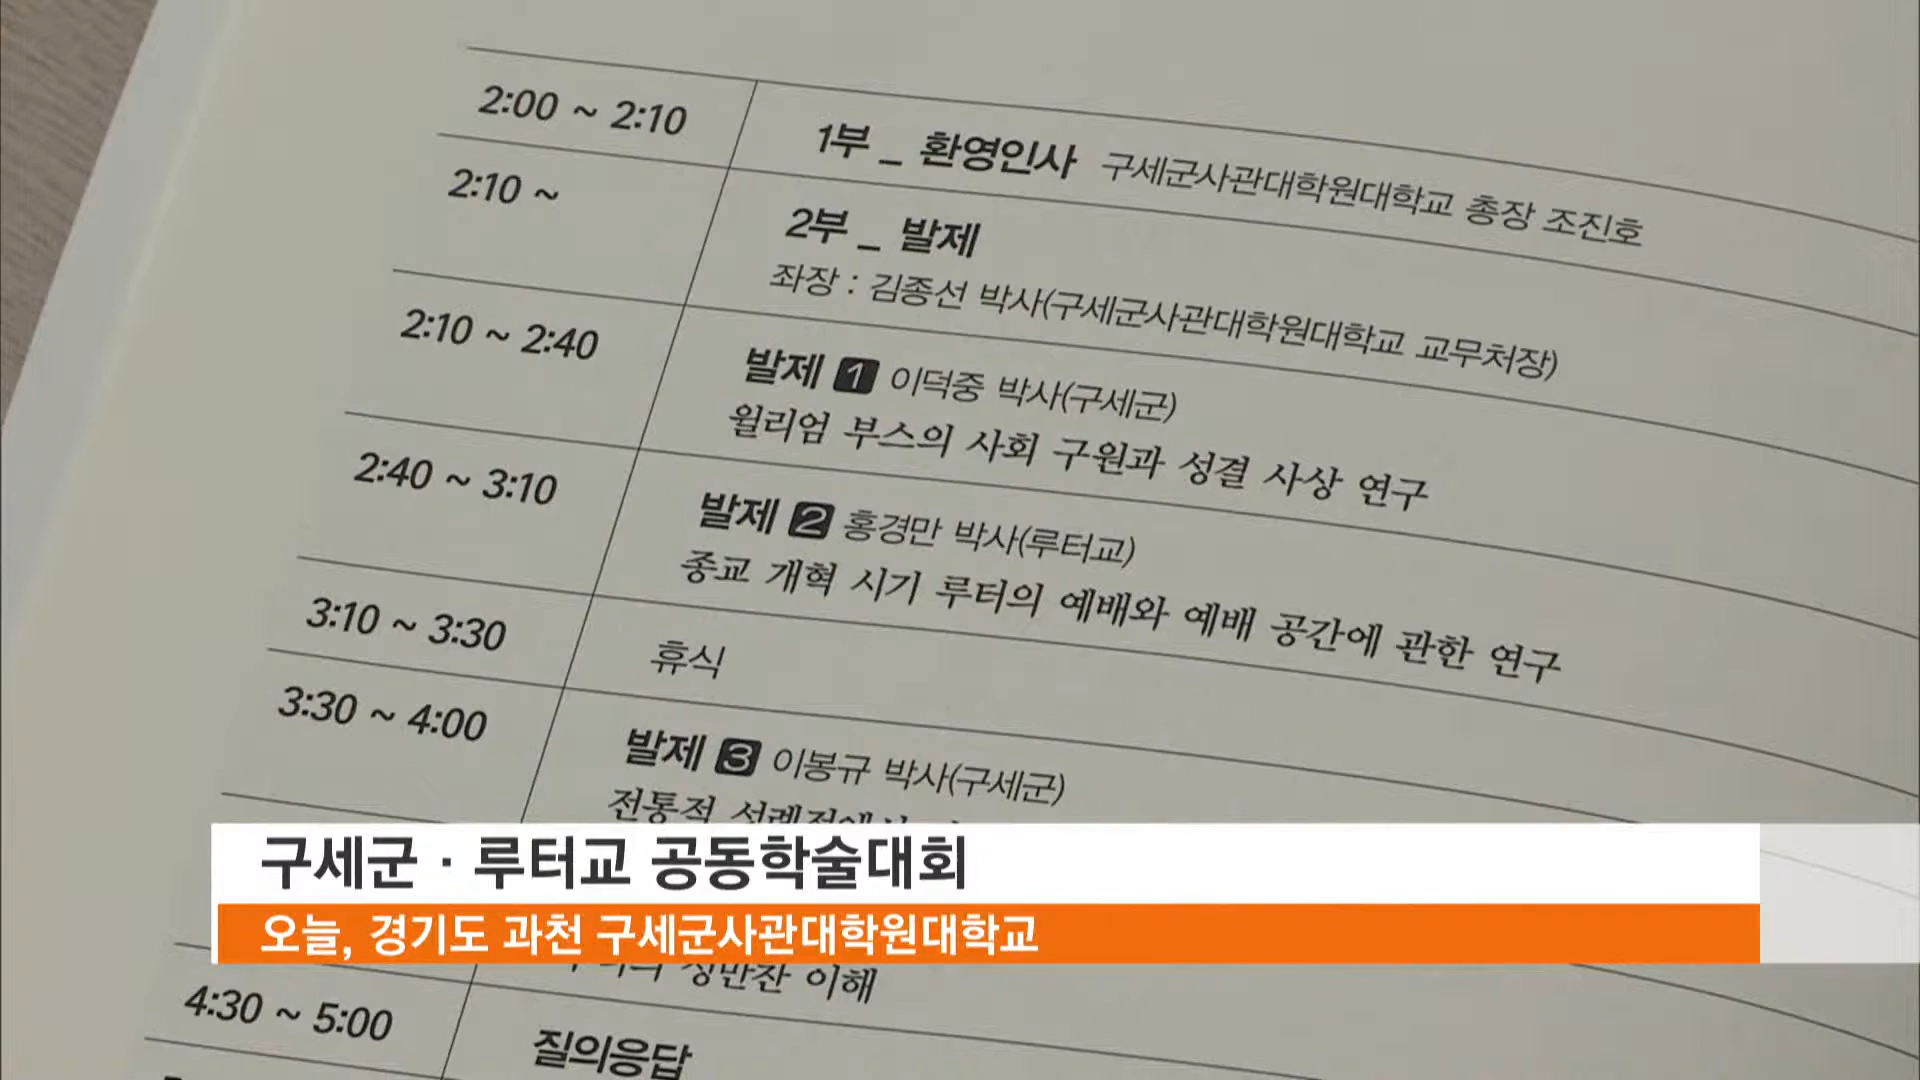 2:00 ~ 2:10
1부 _ 환영인사 구세군사관대학원대학교 총장 조진호
2:10 ~
2부 _ 발제
좌장 : 김종선 박사(구세군사관대학원대학교 교무처장)
2:10 ~ 2:40
발제 1 이덕중 박사(구세군)
윌리엄 부스의 사회 구원과 성결 사상 연구
2:40 ~ 3:10
발제 2 홍경만 박사(루터교)
종교 개혁 시기 루터의 예배와 예배 공간에 관한 연구
3:10 ~ 3:30
휴식
3:30 ~ 4:00
발제 3 이봉규 박사(구세군)
전통적
구세군 · 루터교 공동학술대회
오늘, 경기도 과천 구세군사관대학원대학교
성만찬 이해
4:30 ~ 5:00
질의응답